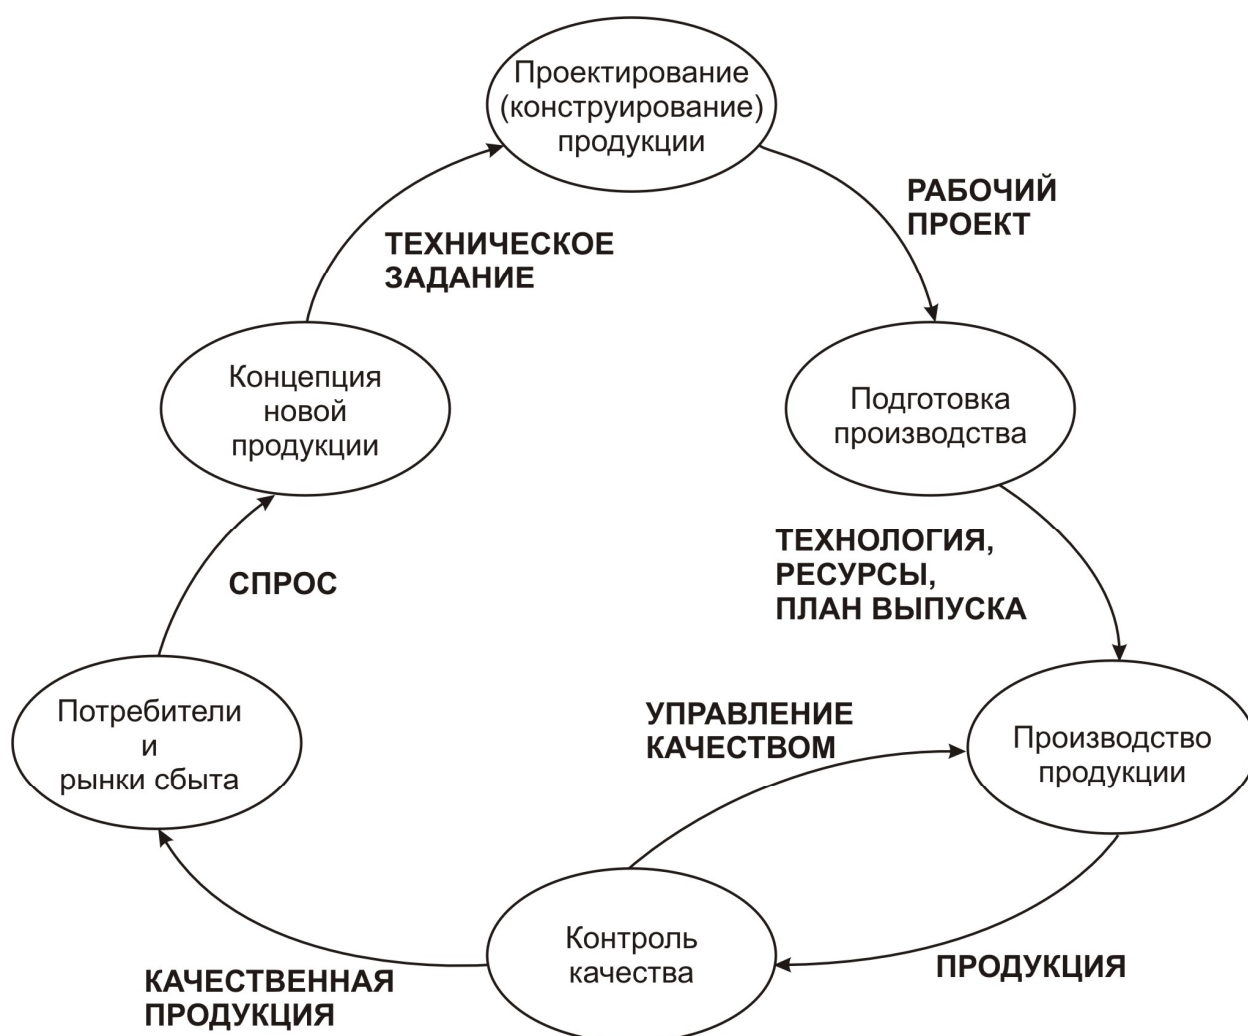 Проектирование
(конструирование)
продукции
РАБОЧИЙ
ПРОЕКТ
ТЕХНИЧЕСКОЕ
ЗАДАНИЕ
Концепция
новой
продукции
Подготовка
производства
ТЕХНОЛОГИЯ,
РЕСУРСЫ,
ПЛАН ВЫПУСКА
СПРОС
Потребители
и
рынки сбыта
УПРАВЛЕНИЕ
КАЧЕСТВОМ
Производство
продукции
Контроль
качества
ПРОДУКЦИЯ
КАЧЕСТВЕННАЯ
ПРОДУКЦИЯ